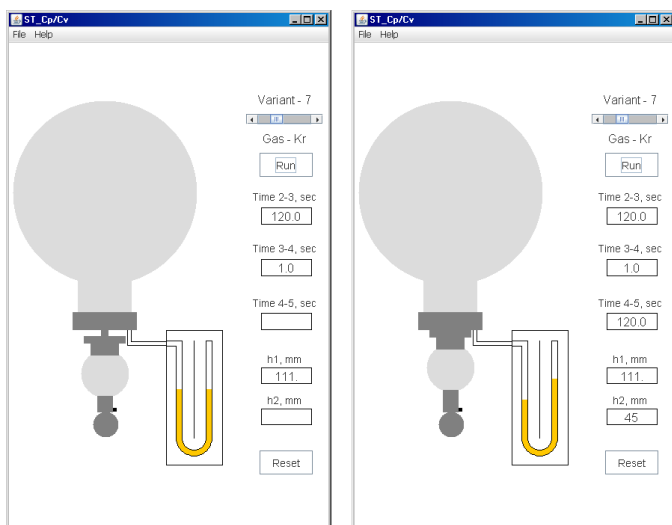 ST_Cp/Cv
File Help
Variant - 7
Gas - Kr
Run
Time 2-3, sec
120.0
Time 3-4, sec
1.0
Time 4-5, sec
h1, mm
111.
h2, mm
Reset
ST_Cp/Cv
File Help
Variant - 7
Gas - Kr
Run
Time 2-3, sec
120.0
Time 3-4, sec
1.0
Time 4-5, sec
120.0
h1, mm
111.
h2, mm
45
Reset